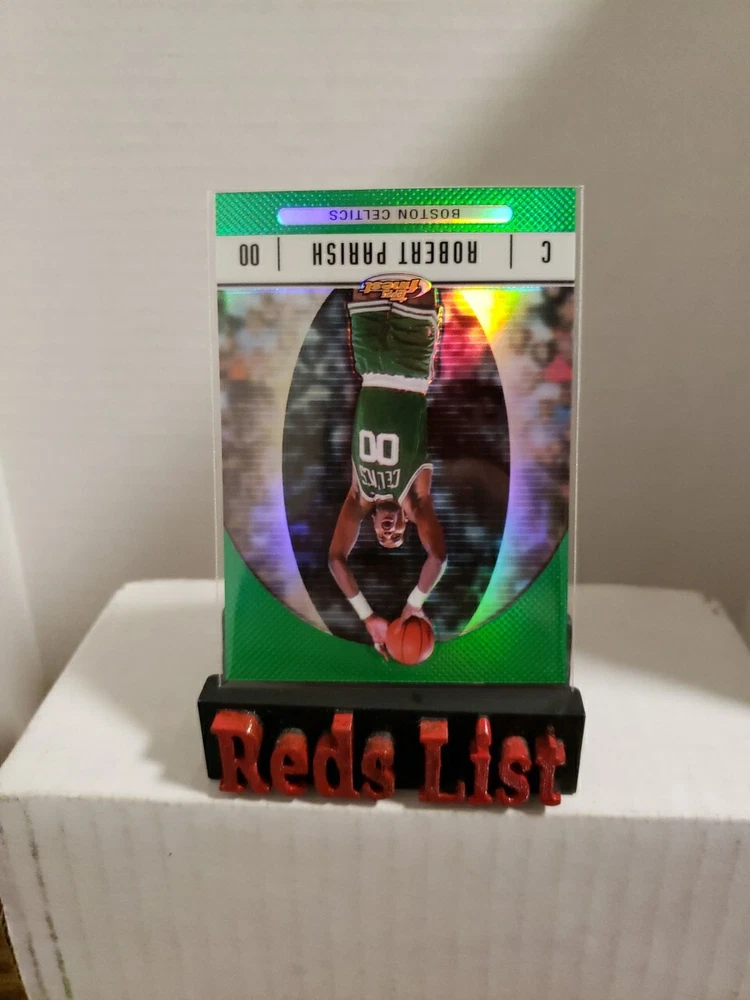 BOSTON CELTICS
C | ROBERT PARISH | 00
finest
CELTICS
00
Reds List